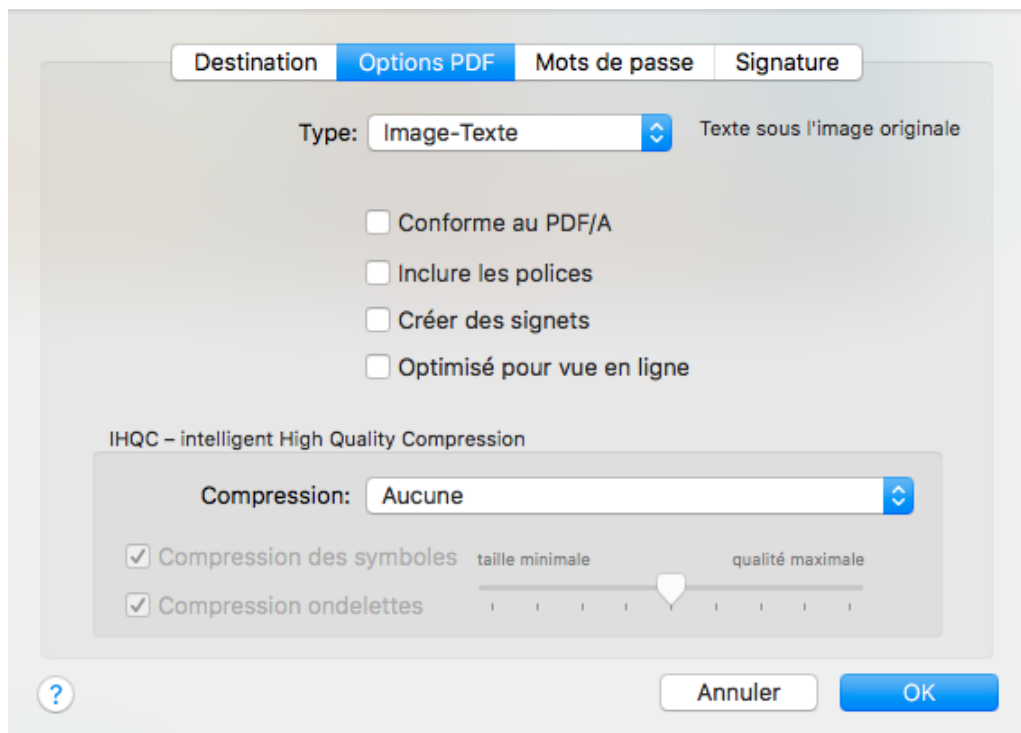 Destination Options PDF Mots de passe Signature
Type: Image-Texte Texte sous l'image originale
Conforme au PDF/A
Inclure les polices
Créer des signets
Optimisé pour vue en ligne
IHQC – intelligent High Quality Compression
Compression: Aucune
Compression des symboles taille minimale qualité maximale
Compression ondelettes
? Annuler OK